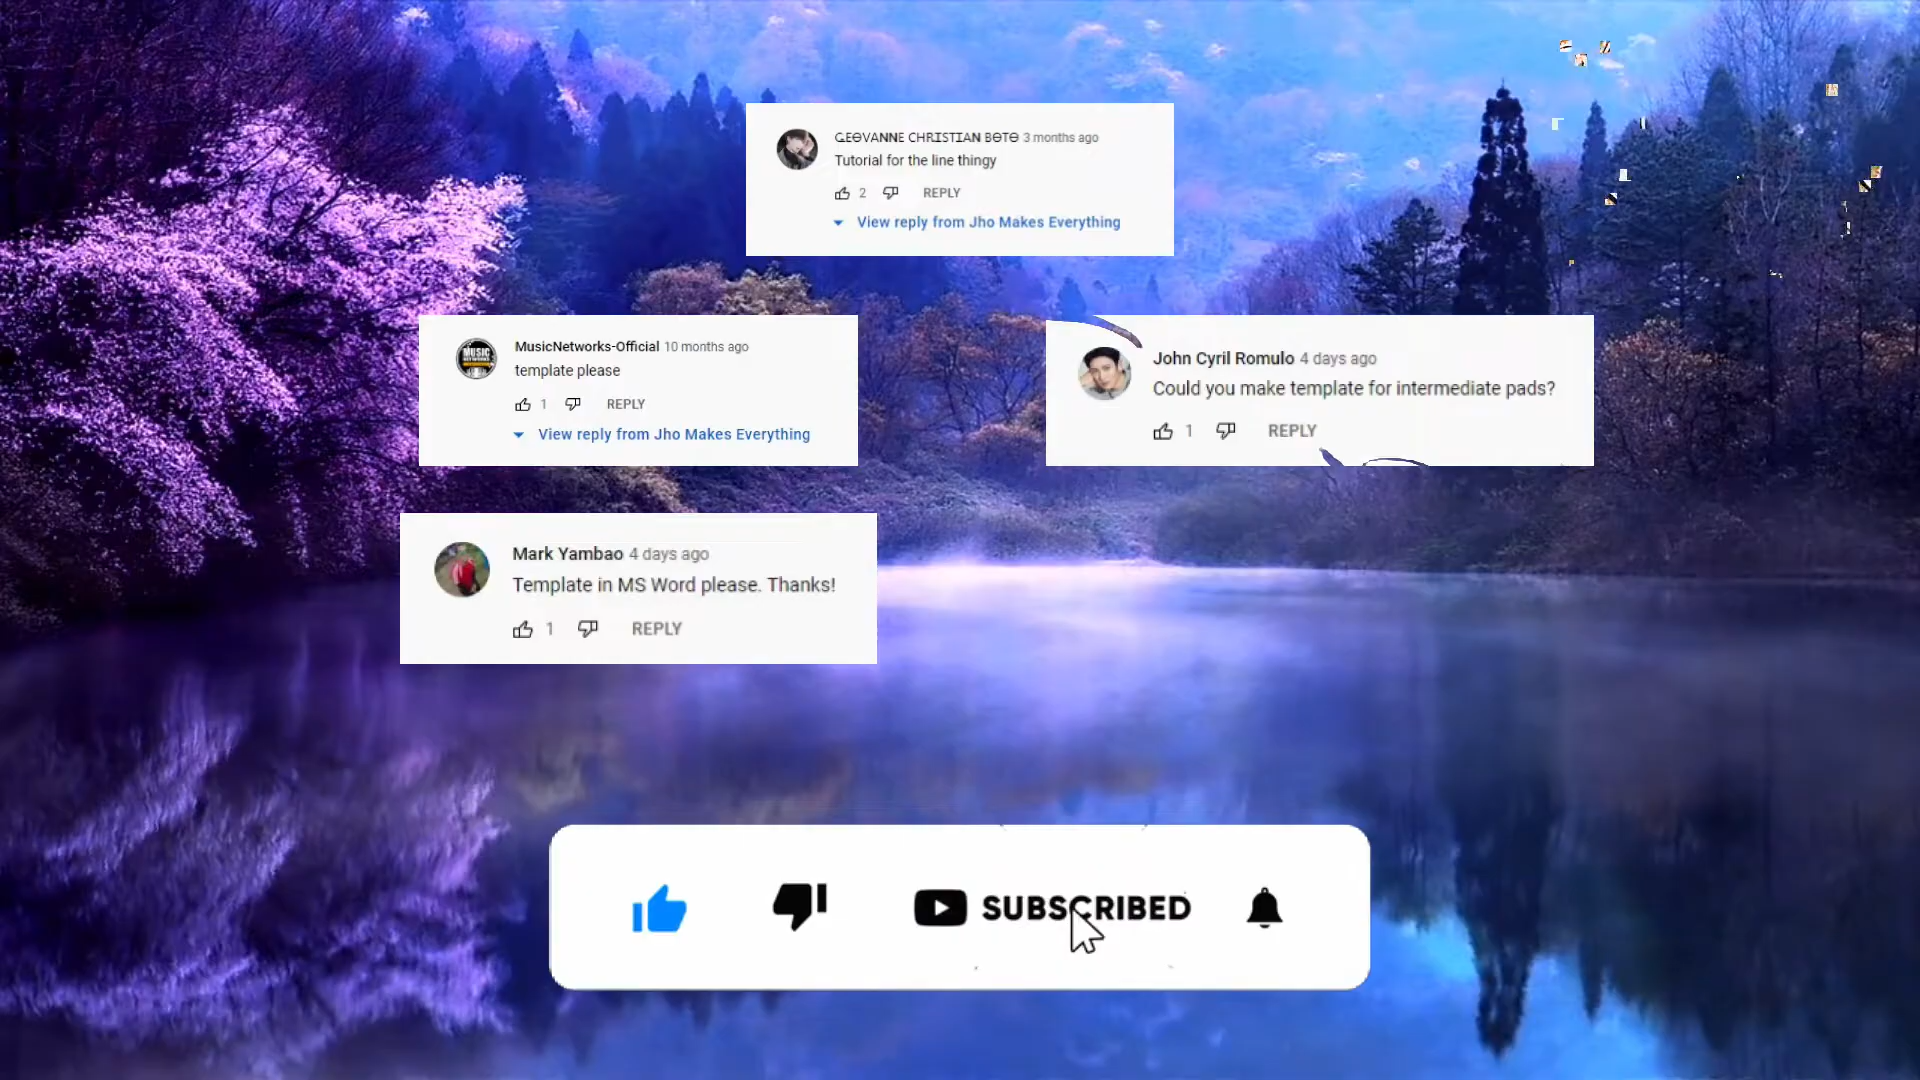 ԌEѲVANNE CHRISTIAN BѲTѲ 3 months ago
Tutorial for the line thingy
2 REPLY
View reply from Jho Makes Everything
MusicNetworks-Official 10 months ago
template please
1 REPLY
View reply from Jho Makes Everything
John Cyril Romulo 4 days ago
Could you make template for intermediate pads?
1 REPLY
Mark Yambao 4 days ago
Template in MS Word please. Thanks!
1 REPLY
SUBSCRIBED